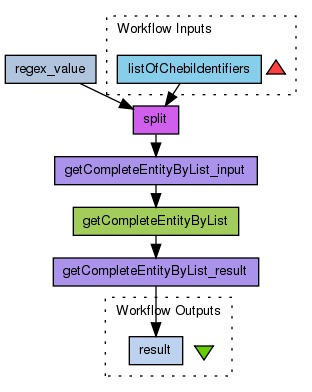 Workflow Inputs
regex_value
listOfChebiIdentifiers
split
getCompleteEntityByList_input
getCompleteEntityByList
getCompleteEntityByList_result
Workflow Outputs
result